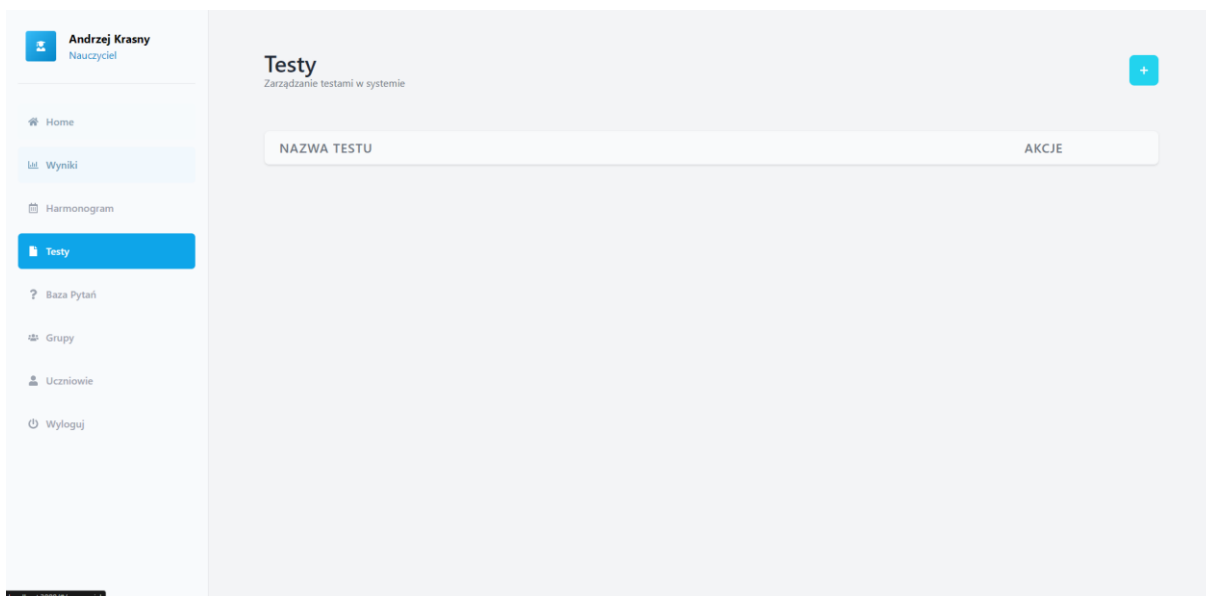 Andrzej Krasny
Nauczyciel
Home
Wyniki
Harmonogram
Testy
Baza Pytań
Grupy
Uczniowie
Wyloguj
Testy
Zarządzanie testami w systemie
+
NAZWA TESTU
AKCJE